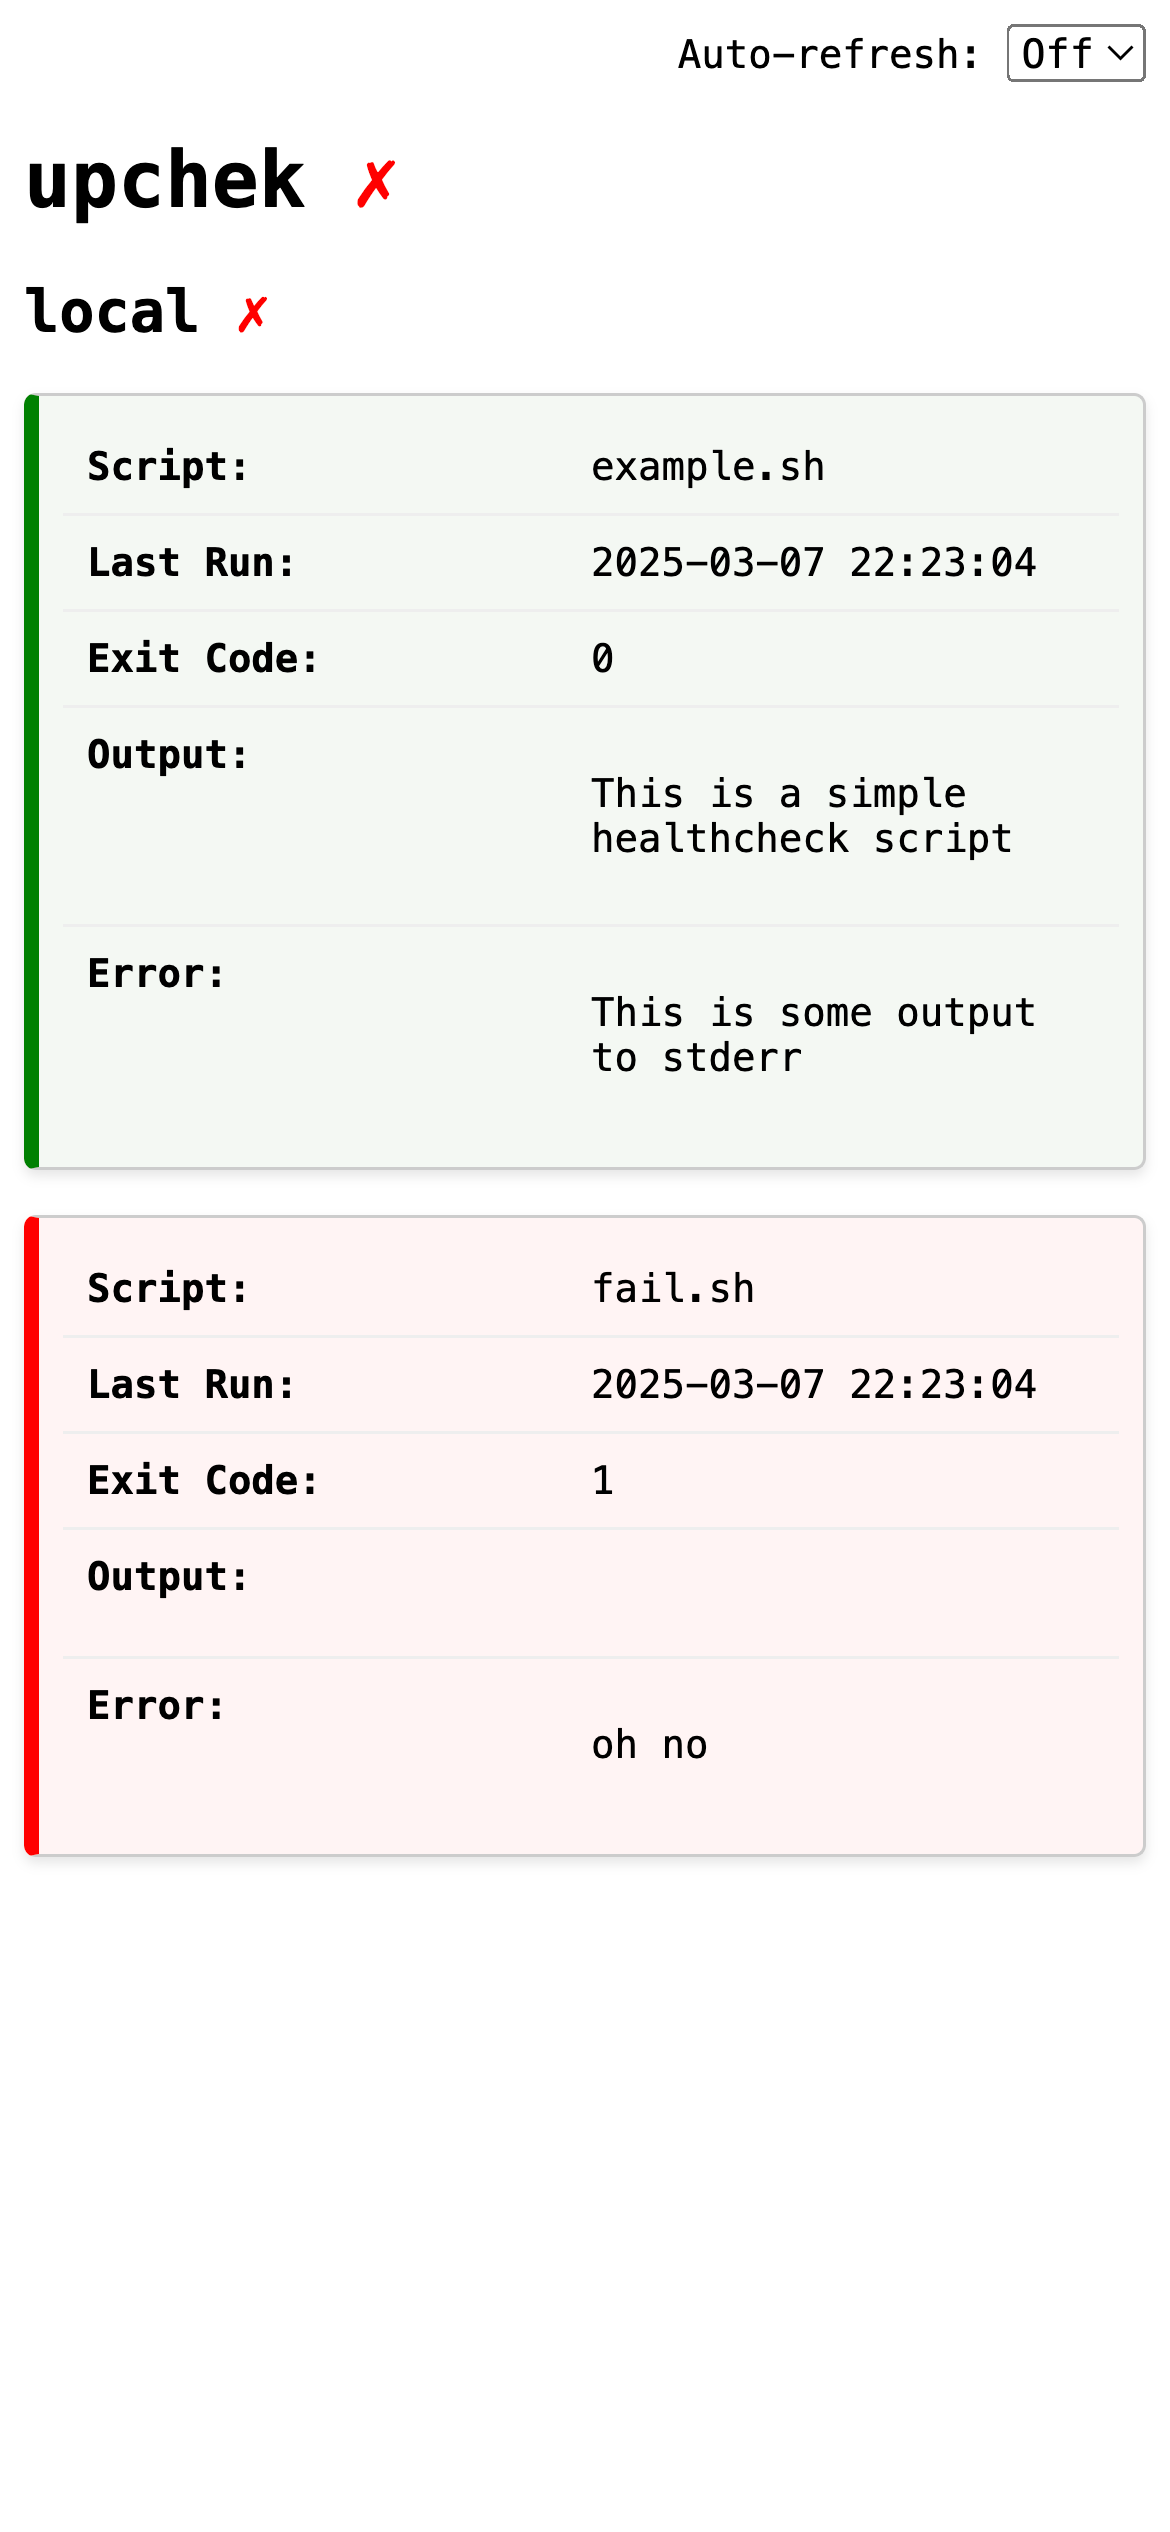 Auto-refresh: Off
upchek ✗
local ✗
Script: example.sh
Last Run: 2025-03-07 22:23:04
Exit Code: 0
Output:
This is a simple
healthcheck script
Error:
This is some output
to stderr
Script: fail.sh
Last Run: 2025-03-07 22:23:04
Exit Code: 1
Output:
Error:
oh no